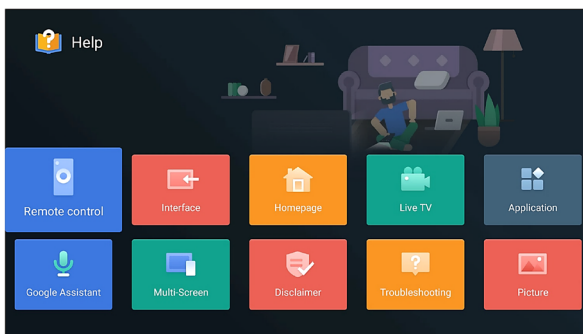 Help
Remote control
Interface
Homepage
Live TV
Application
Google Assistant
Multi-Screen
Disclaimer
Troubleshooting
Picture